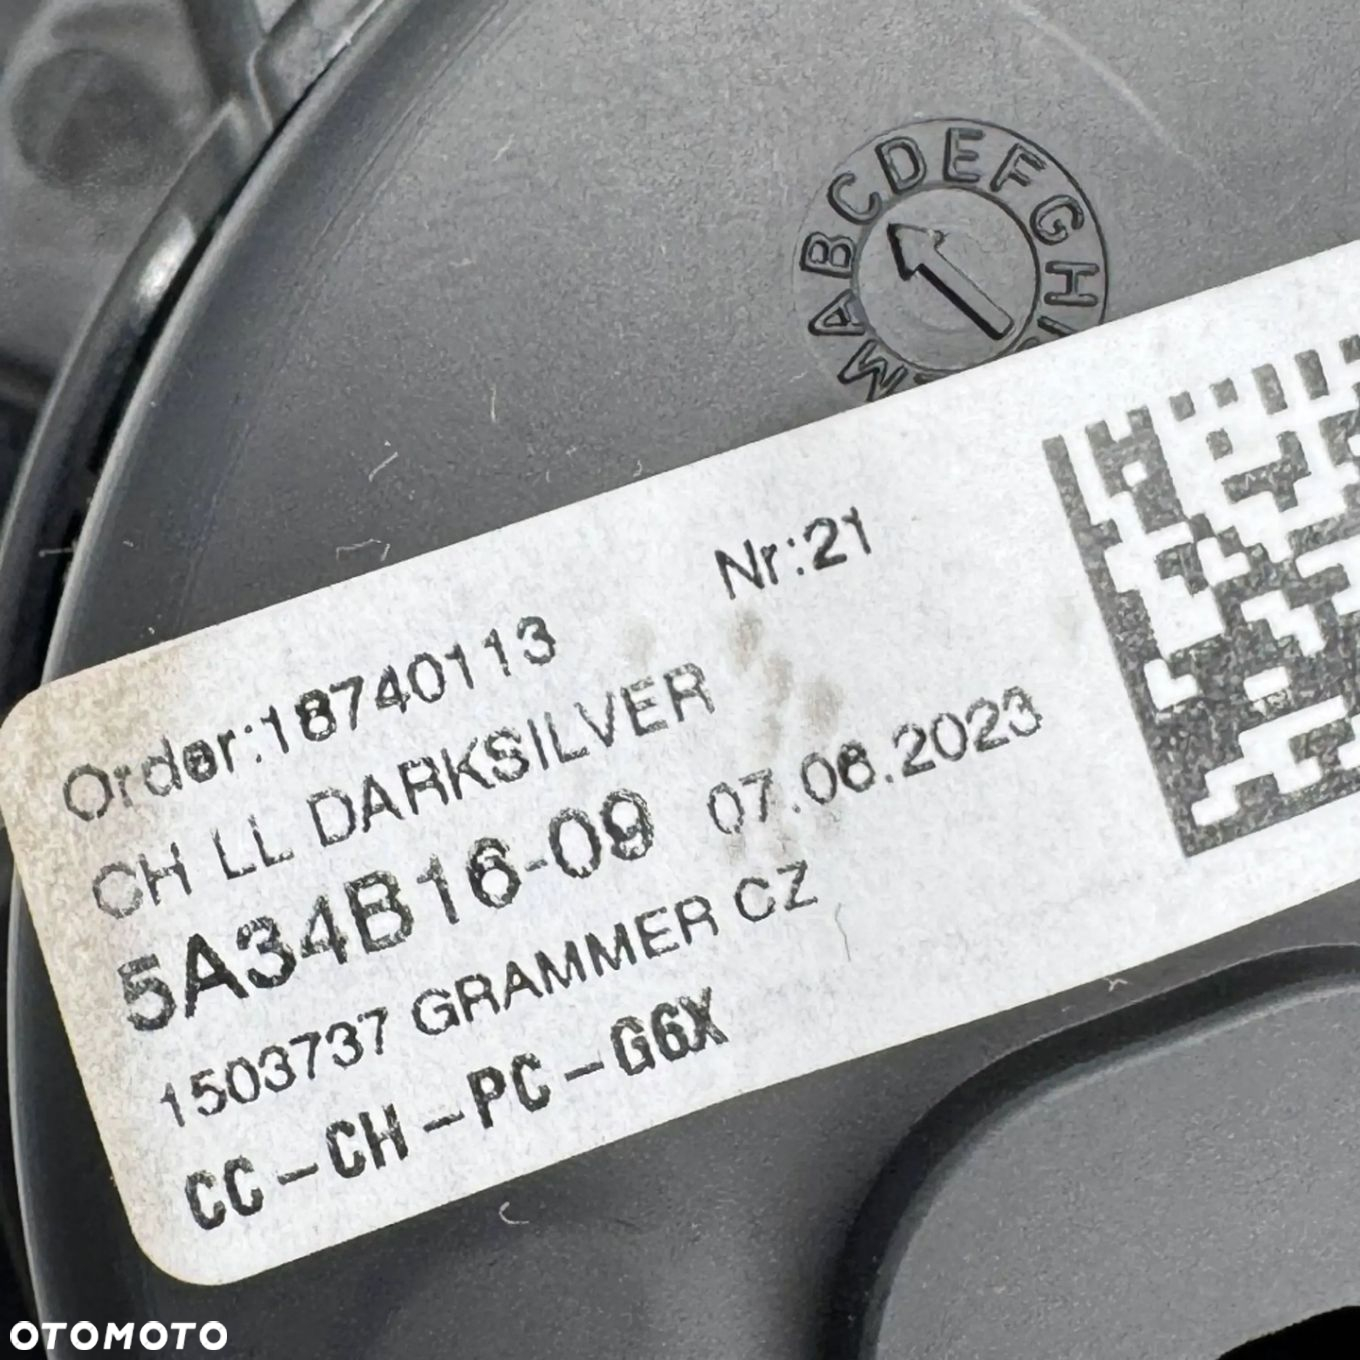 A B C D E F G H
M
Nr:21
Order:18740113
CH LL DARKSILVER
5A34B16-09 07.06.2023
1503737 GRAMMER CZ
CC-CH-PC-G6X
OTOMOTO